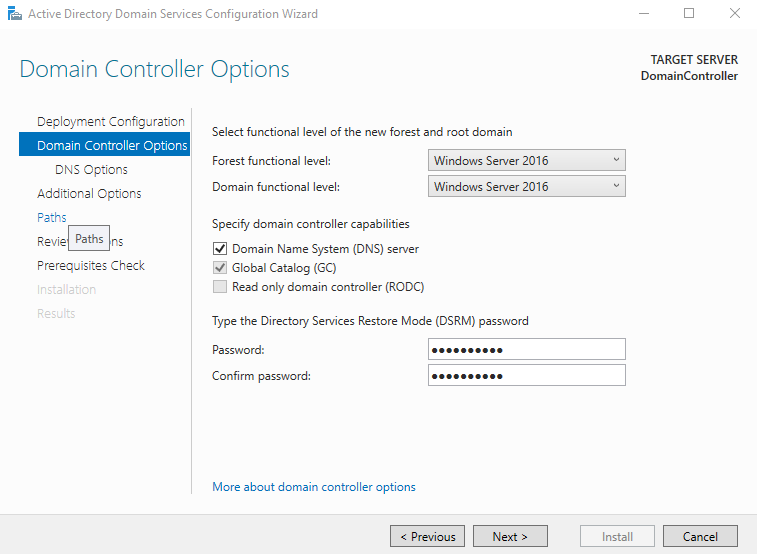 Active Directory Domain Services Configuration Wizard
Domain Controller Options
TARGET SERVER
DomainController
Deployment Configuration
Domain Controller Options
DNS Options
Additional Options
Paths
Paths
Prerequisites Check
Installation
Results
Select functional level of the new forest and root domain
Forest functional level: Windows Server 2016
Domain functional level: Windows Server 2016
Specify domain controller capabilities
Domain Name System (DNS) server
Global Catalog (GC)
Read only domain controller (RODC)
Type the Directory Services Restore Mode (DSRM) password
Password: ••••••••••
Confirm password: ••••••••••
More about domain controller options
< Previous Next > Install Cancel